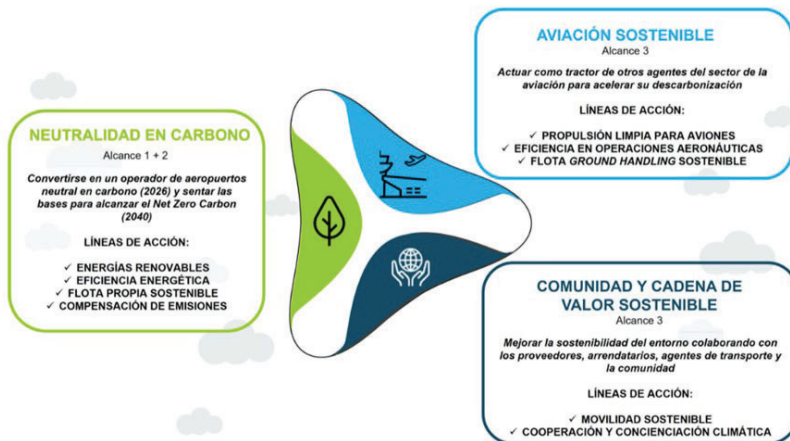 NEUTRALIDAD EN CARBONO
Alcance 1 + 2
Convertirse en un operador de aeropuertos
neutral en carbono (2026) y sentar las
bases para alcanzar el Net Zero Carbon
(2040)
LÍNEAS DE ACCIÓN:
✓ ENERGÍAS RENOVABLES
✓ EFICIENCIA ENERGÉTICA
✓ FLOTA PROPIA SOSTENIBLE
✓ COMPENSACIÓN DE EMISIONES
AVIACIÓN SOSTENIBLE
Alcance 3
Actuar como tractor de otros agentes del sector de la
aviación para acelerar su descarbonización
LÍNEAS DE ACCIÓN:
✓ PROPULSIÓN LIMPIA PARA AVIONES
✓ EFICIENCIA EN OPERACIONES AERONÁUTICAS
✓ FLOTA GROUND HANDLING SOSTENIBLE
COMUNIDAD Y CADENA DE
VALOR SOSTENIBLE
Alcance 3
Mejorar la sostenibilidad del entorno colaborando con
los proveedores, arrendatarios, agentes de transporte y
la comunidad
LÍNEAS DE ACCIÓN:
✓ MOVILIDAD SOSTENIBLE
✓ COOPERACIÓN Y CONCIENCIACIÓN CLIMÁTICA